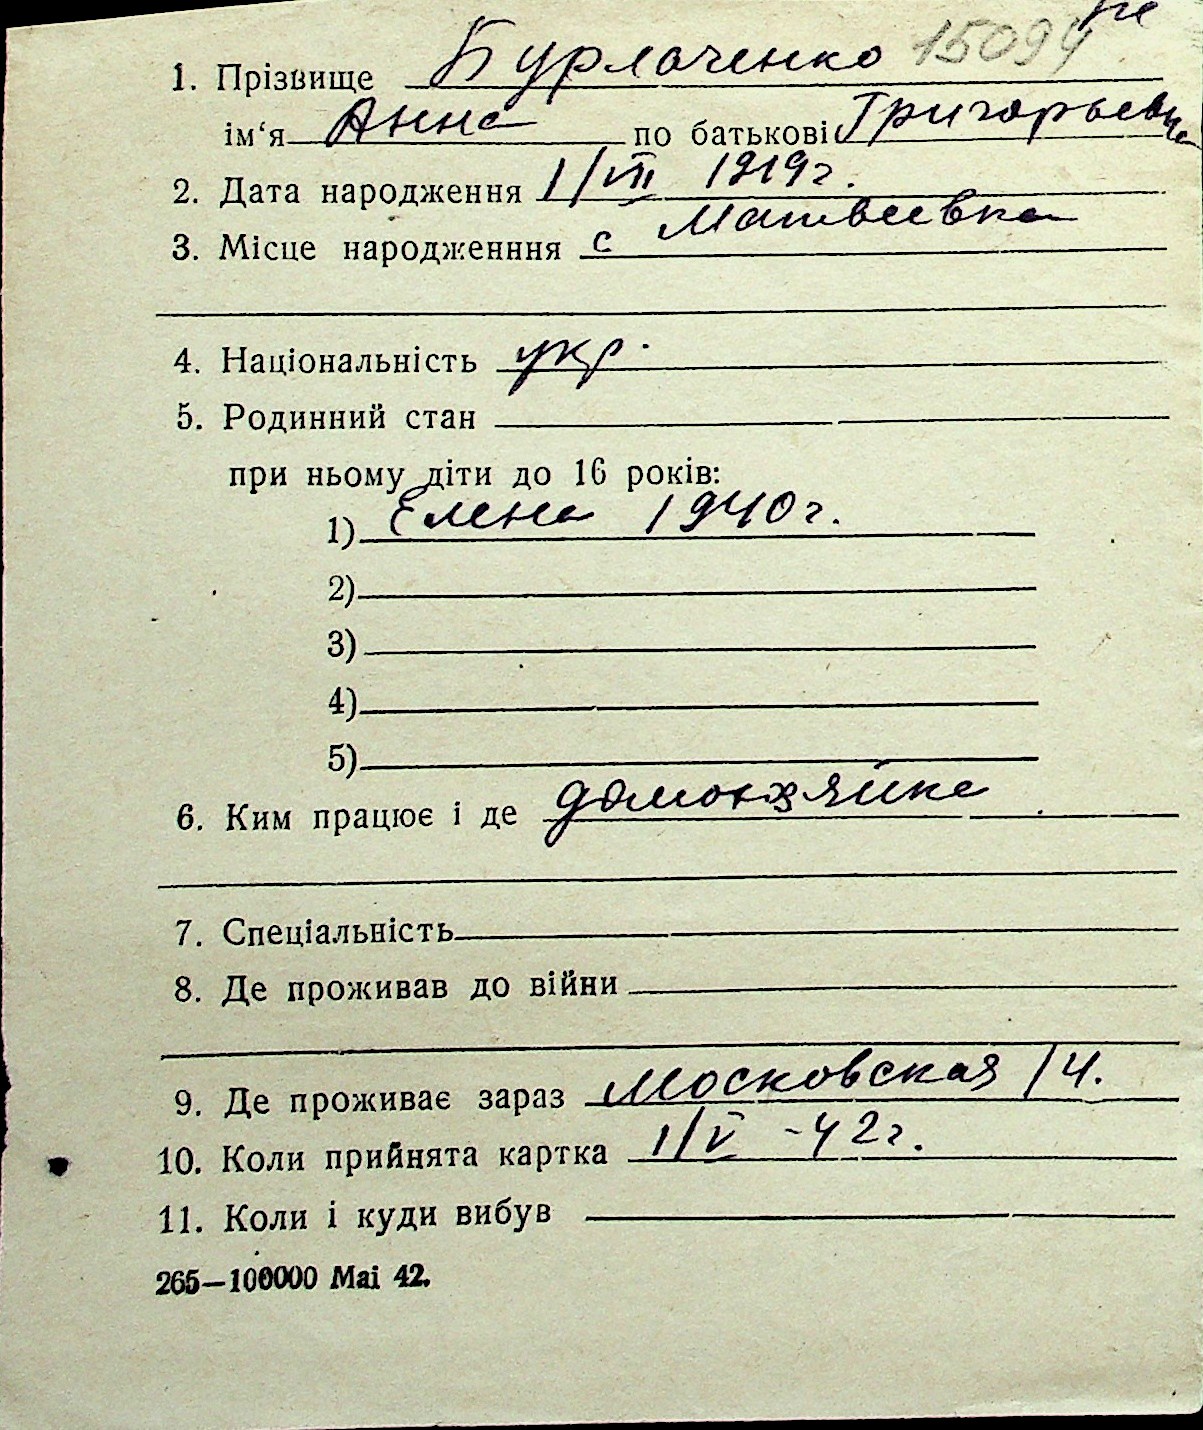 1. Прізвище Бурлаченко 15094
ім'я Анна по батькові Григорьевна
2. Дата народження 1/VII 1919г.
3. Місце народженння с Матвеевка
4. Національність укр.
5. Родинний стан
при ньому діти до 16 років:
1) Елена 1940г.
2)
3)
4)
5)
6. Ким працює і де домохзяйка
7. Спеціальність
8. Де проживав до війни
9. Де проживає зараз Московская 14.
10. Коли прийнята картка 1/V -42г.
11. Коли і куди вибув
265—100000 Mai 42.